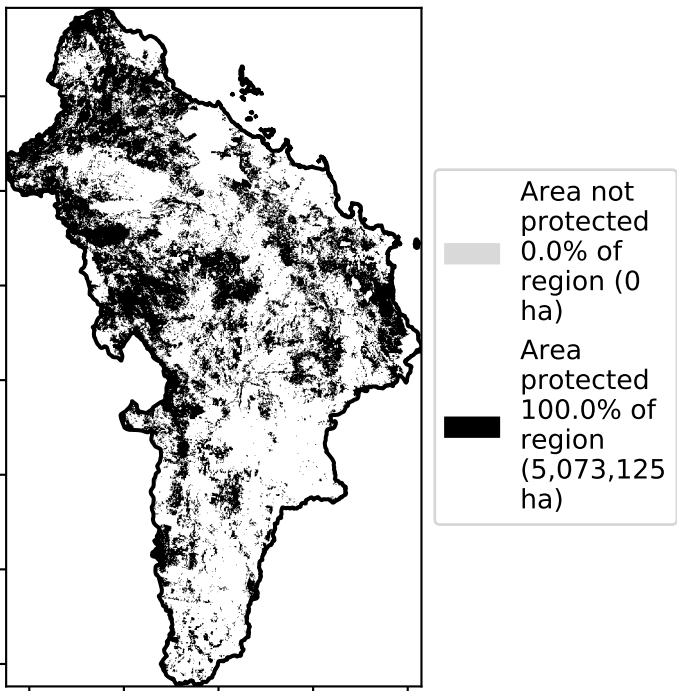 Area not
protected
0.0% of
region (0
ha)
Area
protected
100.0% of
region
(5,073,125
ha)